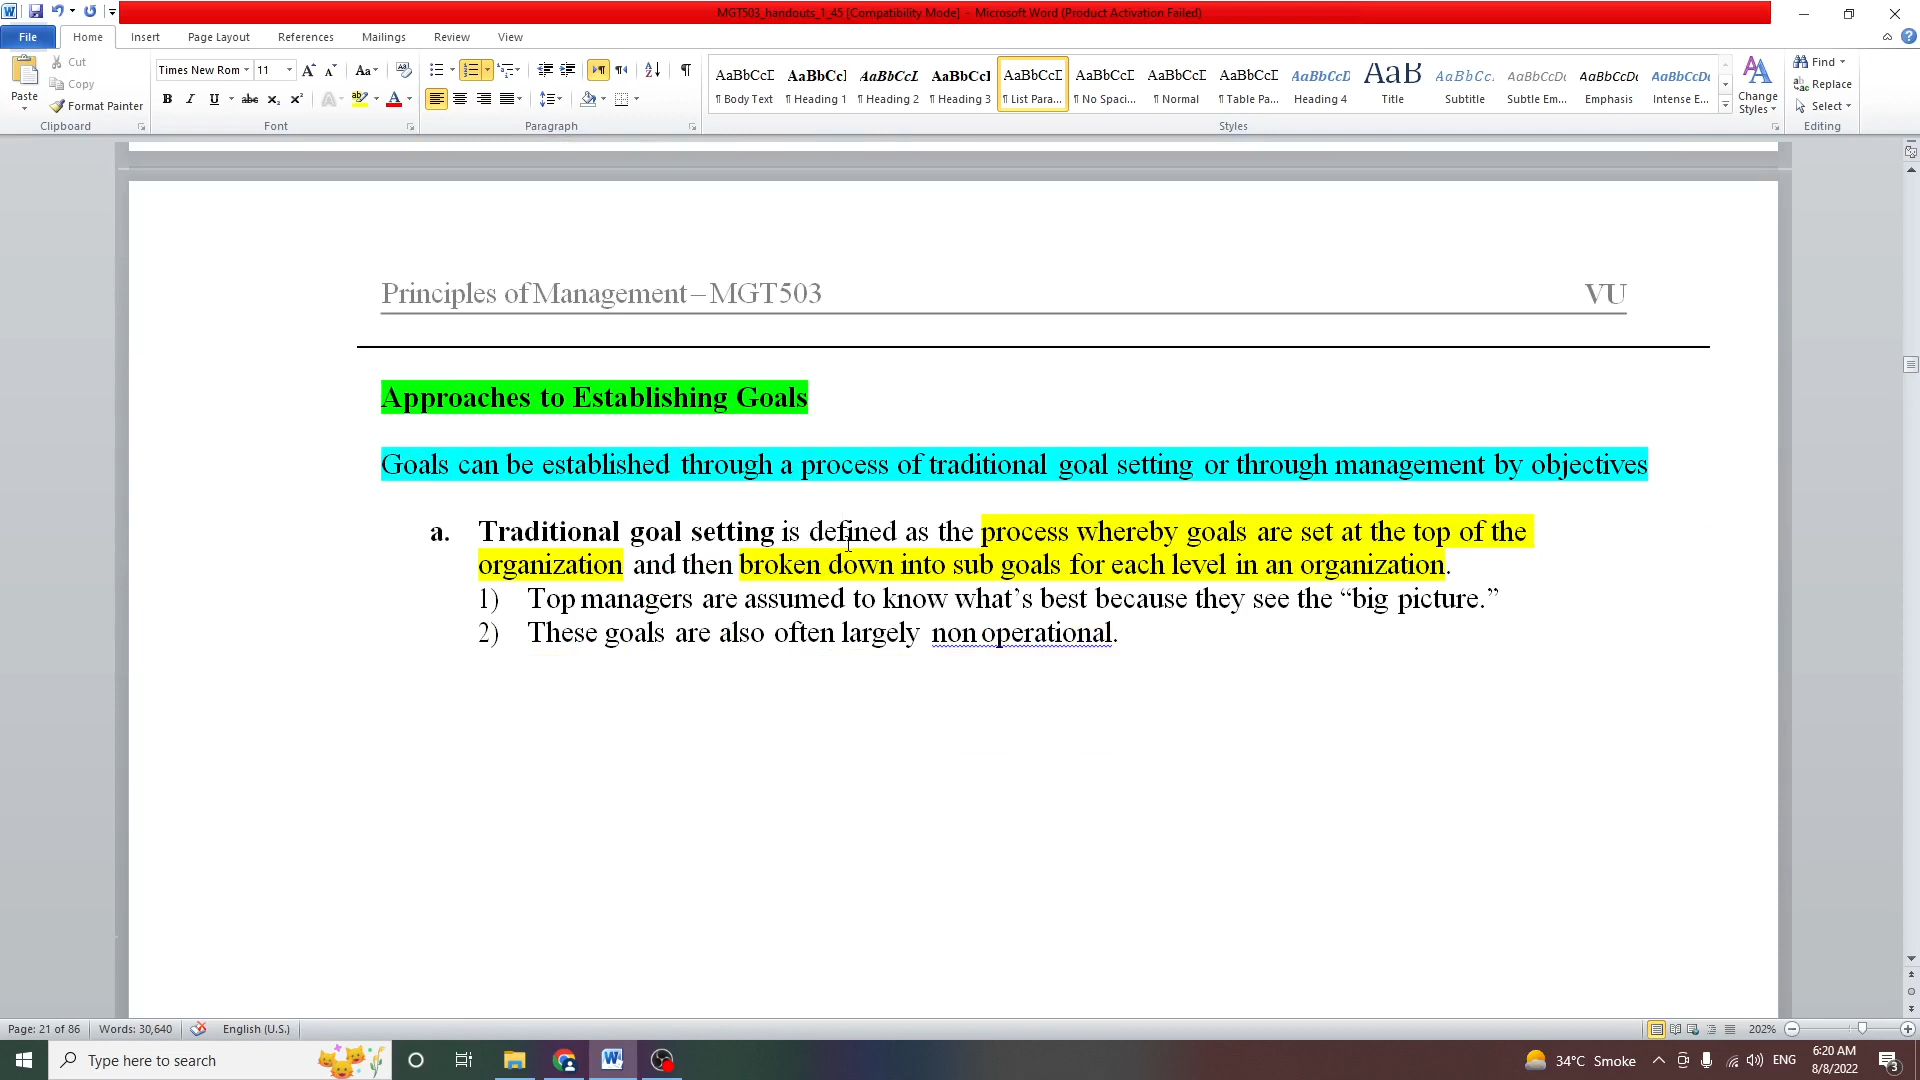 MGT503_handouts_1_45 [Compatibility Mode] - Microsoft Word (Product Activation Failed)
File Home Insert Page Layout References Mailings Review View
Paste
Cut
Copy
Format Painter
Clipboard
Times New Rom 11
Font
Paragraph
AaBbCcI AaBbCcI AaBbCcL AaBbCcI AaBbCcI AaBbCcI AaBbCcI AaBbCcI AaBbCcD AaB AaBbCc. AaBbCcDc AaBbCcDc AaBbCcDc
¶ Body Text ¶ Heading 1 ¶ Heading 2 ¶ Heading 3 ¶ List Para... ¶ No Spaci... ¶ Normal ¶ Table Pa... Heading 4 Title Subtitle Subtle Em... Emphasis Intense E...
Styles
Change Styles
Find
Replace
Select
Editing
Principles of Management – MGT503 VU
Approaches to Establishing Goals
Goals can be established through a process of traditional goal setting or through management by objectives
a. Traditional goal setting is defined as the process whereby goals are set at the top of the
organization and then broken down into sub goals for each level in an organization.
1) Top managers are assumed to know what’s best because they see the “big picture.”
2) These goals are also often largely non operational.
Page: 21 of 86 Words: 30,640 English (U.S.) 202%
Type here to search
34°C Smoke ENG
6:20 AM
8/8/2022
3